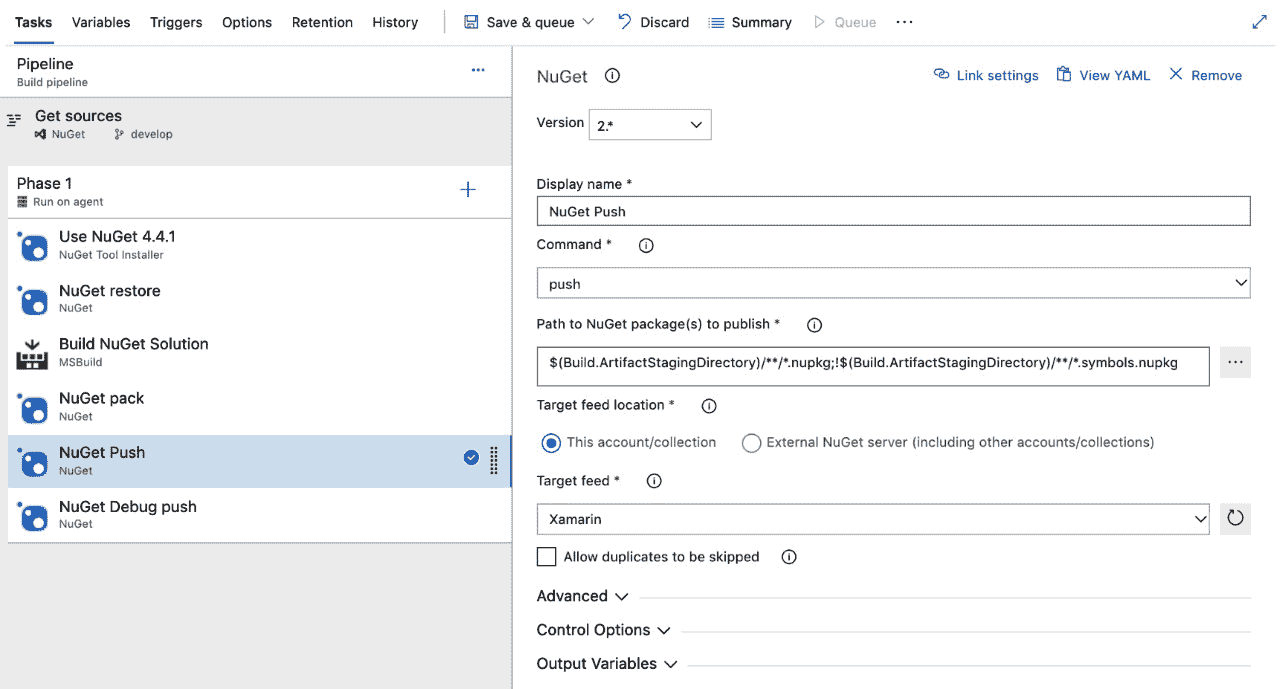 Tasks Variables Triggers Options Retention History Save & queue Discard Summary Queue ...
Pipeline
Build pipeline
Get sources
NuGet develop
Phase 1
Run on agent
Use NuGet 4.4.1
NuGet Tool Installer
NuGet restore
NuGet
Build NuGet Solution
MSBuild
NuGet pack
NuGet
NuGet Push
NuGet
NuGet Debug push
NuGet
NuGet Link settings View YAML Remove
Version 2.*
Display name *
NuGet Push
Command *
push
Path to NuGet package(s) to publish *
$(Build.ArtifactStagingDirectory)/**/*.nupkg;!$(Build.ArtifactStagingDirectory)/**/*.symbols.nupkg
Target feed location *
This account/collection External NuGet server (including other accounts/collections)
Target feed *
Xamarin
Allow duplicates to be skipped
Advanced
Control Options
Output Variables